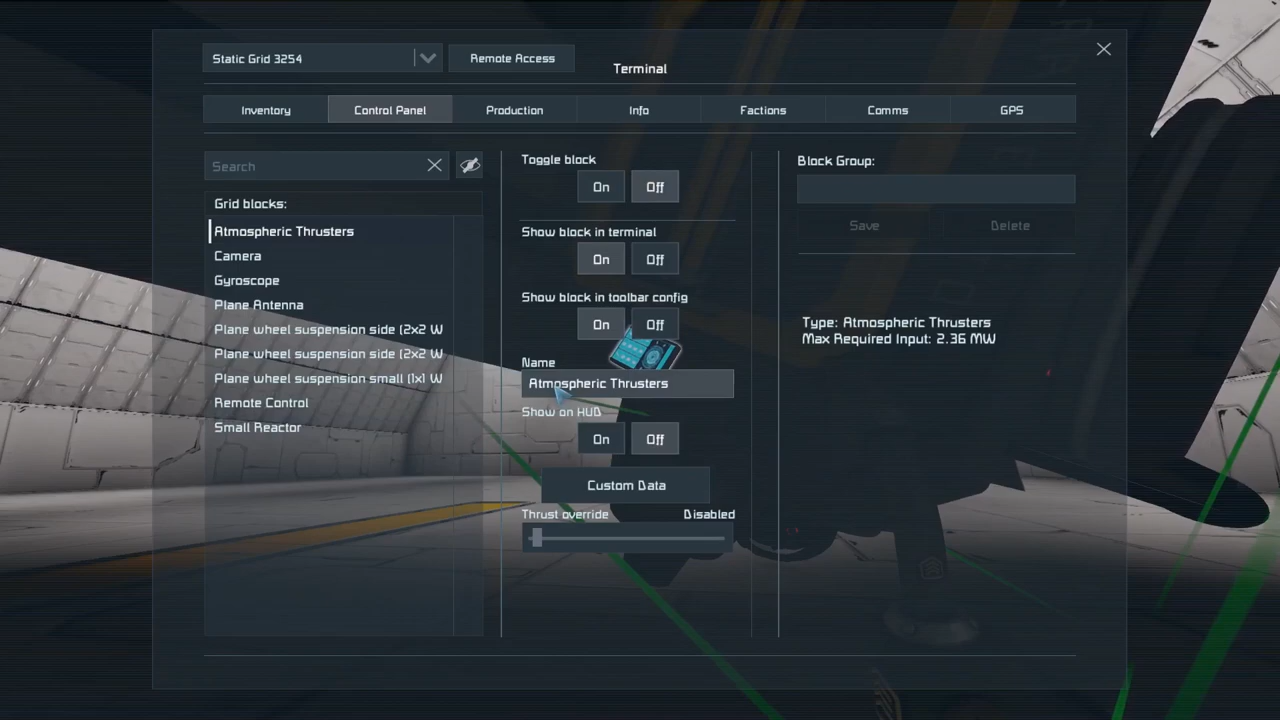 Static Grid 3254
Remote Access
Terminal
Inventory
Control Panel
Production
Info
Factions
Comms
GPS
Search
Grid blocks:
Atmospheric Thrusters
Camera
Gyroscope
Plane Antenna
Plane wheel suspension side (2x2 W
Plane wheel suspension side (2x2 W
Plane wheel suspension small (1x1 W
Remote Control
Small Reactor
Toggle block
On Off
Show block in terminal
On Off
Show block in toolbar config
On Off
Name
Atmospheric Thrusters
Show on HUD
On Off
Custom Data
Thrust override Disabled
Block Group:
Save Delete
Type: Atmospheric Thrusters
Max Required Input: 2.36 MW